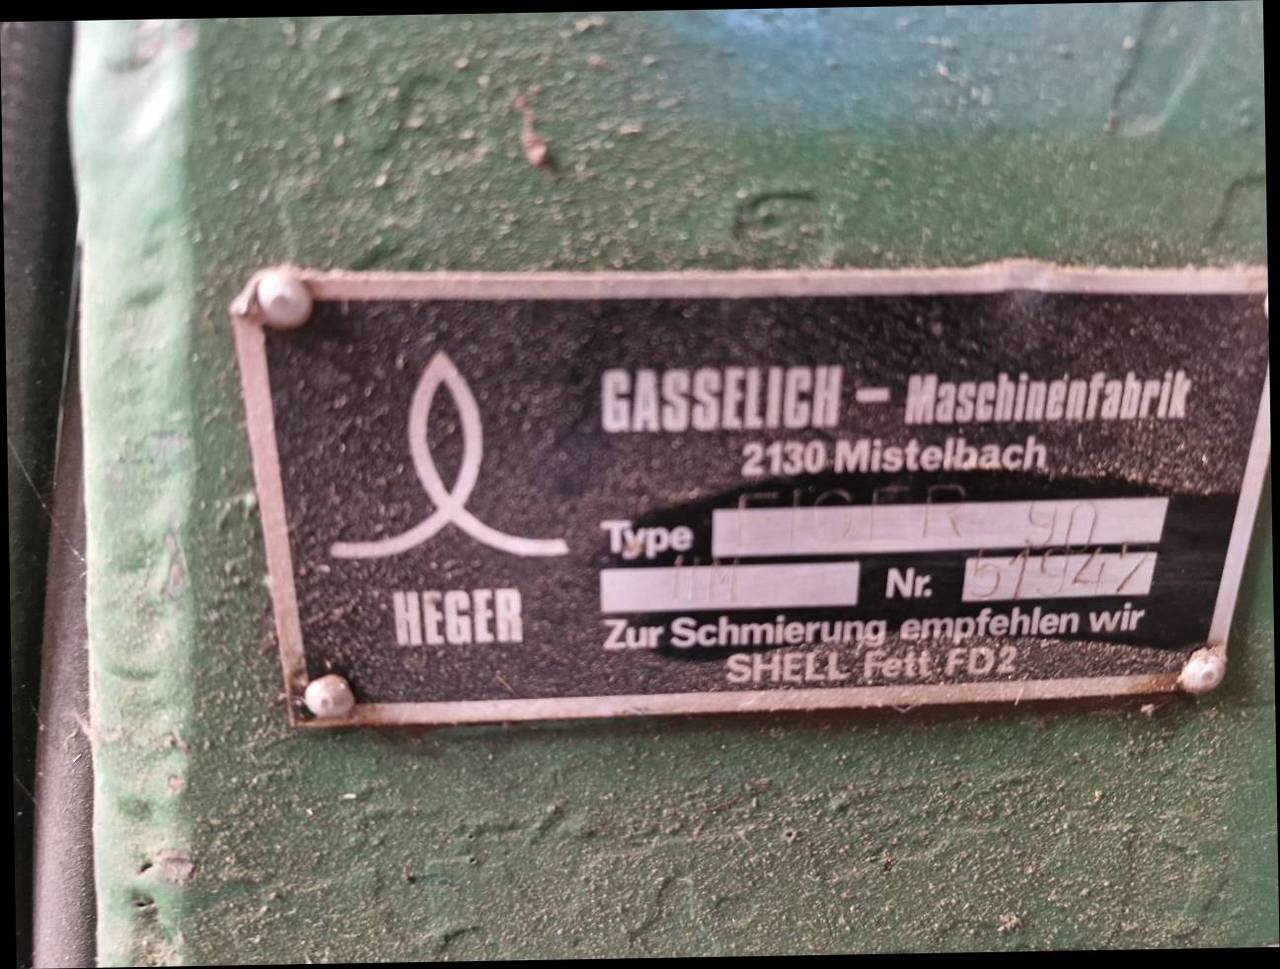 GASSELICH - Maschinenfabrik
2130 Mistelbach
Type EIGER 90
Nr. 51947
HEGER
Zur Schmierung empfehlen wir
SHELL Fett FD2